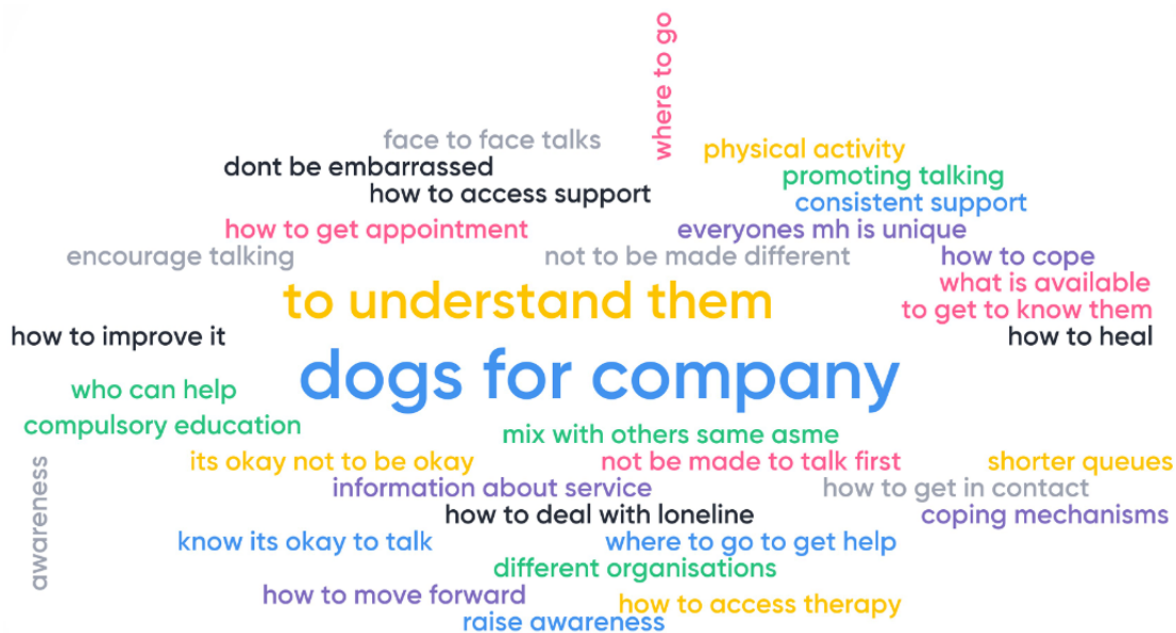 where to go
face to face talks
physical activity
dont be embarrassed
promoting talking
how to access support
consistent support
how to get appointment
everyones mh is unique
encourage talking
not to be made different
how to cope
what is available
to understand them
to get to know them
how to improve it
how to heal
dogs for company
who can help
compulsory education
mix with others same asme
its okay not to be okay
not be made to talk first
shorter queues
awareness
information about service
how to get in contact
how to deal with loneline
coping mechanisms
know its okay to talk
where to go to get help
different organisations
how to move forward
how to access therapy
raise awareness